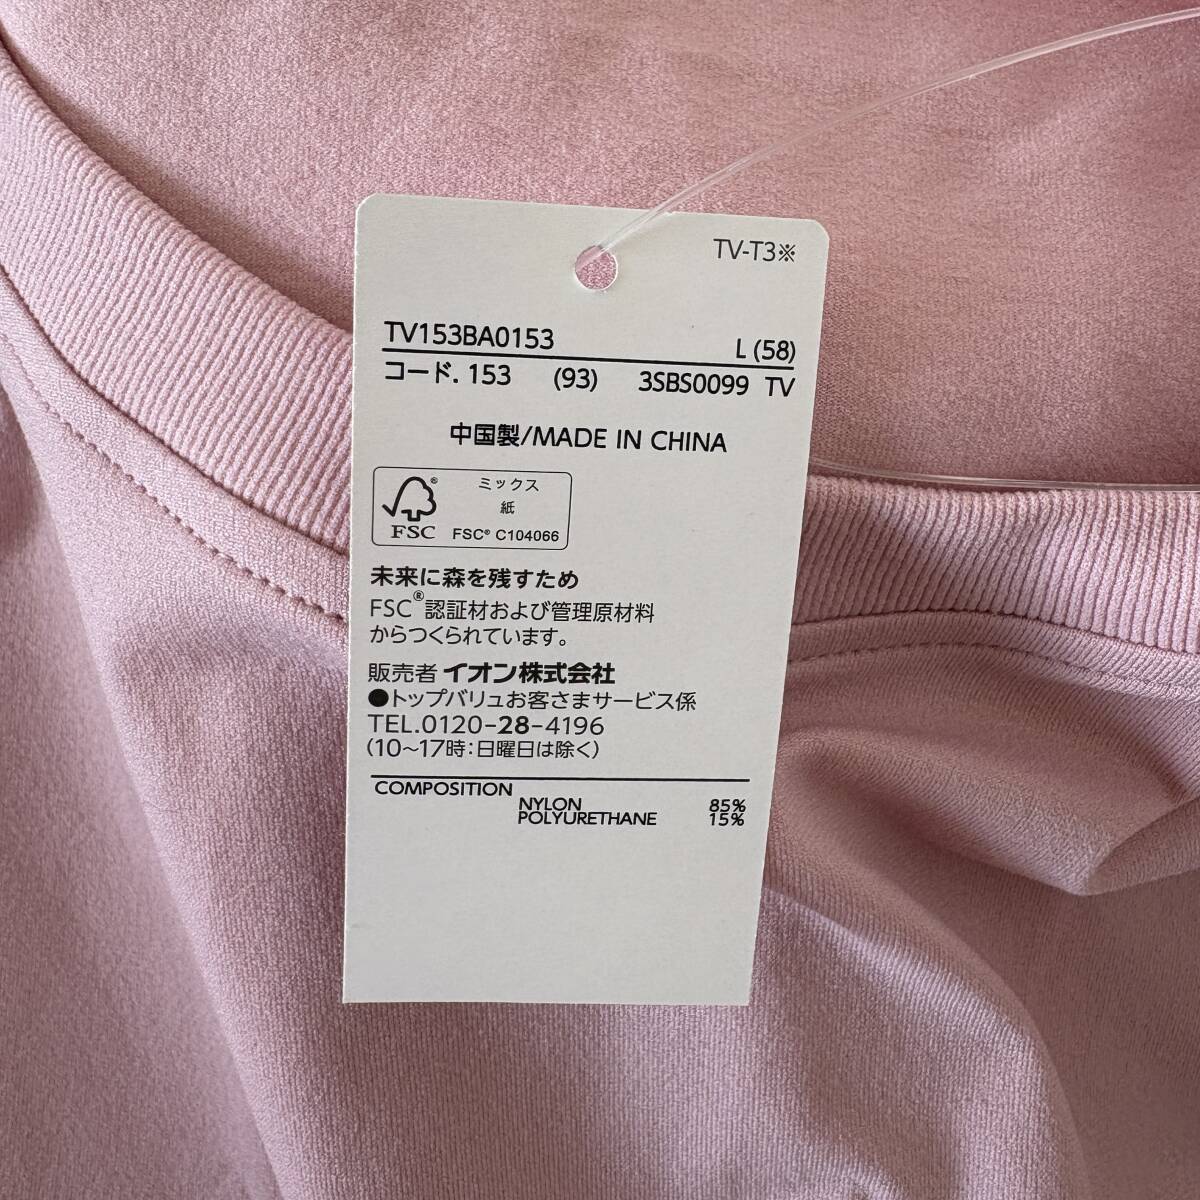 TV-T3※
TV153BA0153 L (58)
コード. 153 (93) 3SBS0099 TV
中国製/MADE IN CHINA
ミックス
紙
FSC® C104066
® FSC
未来に森を残すため
FSC®認証材および管理原材料
からつくられています。
販売者 イオン株式会社
●トップバリュお客さまサービス係
TEL.0120-28-4196
(10～17時:日曜日は除く)
COMPOSITION
NYLON 85%
POLYURETHANE 15%